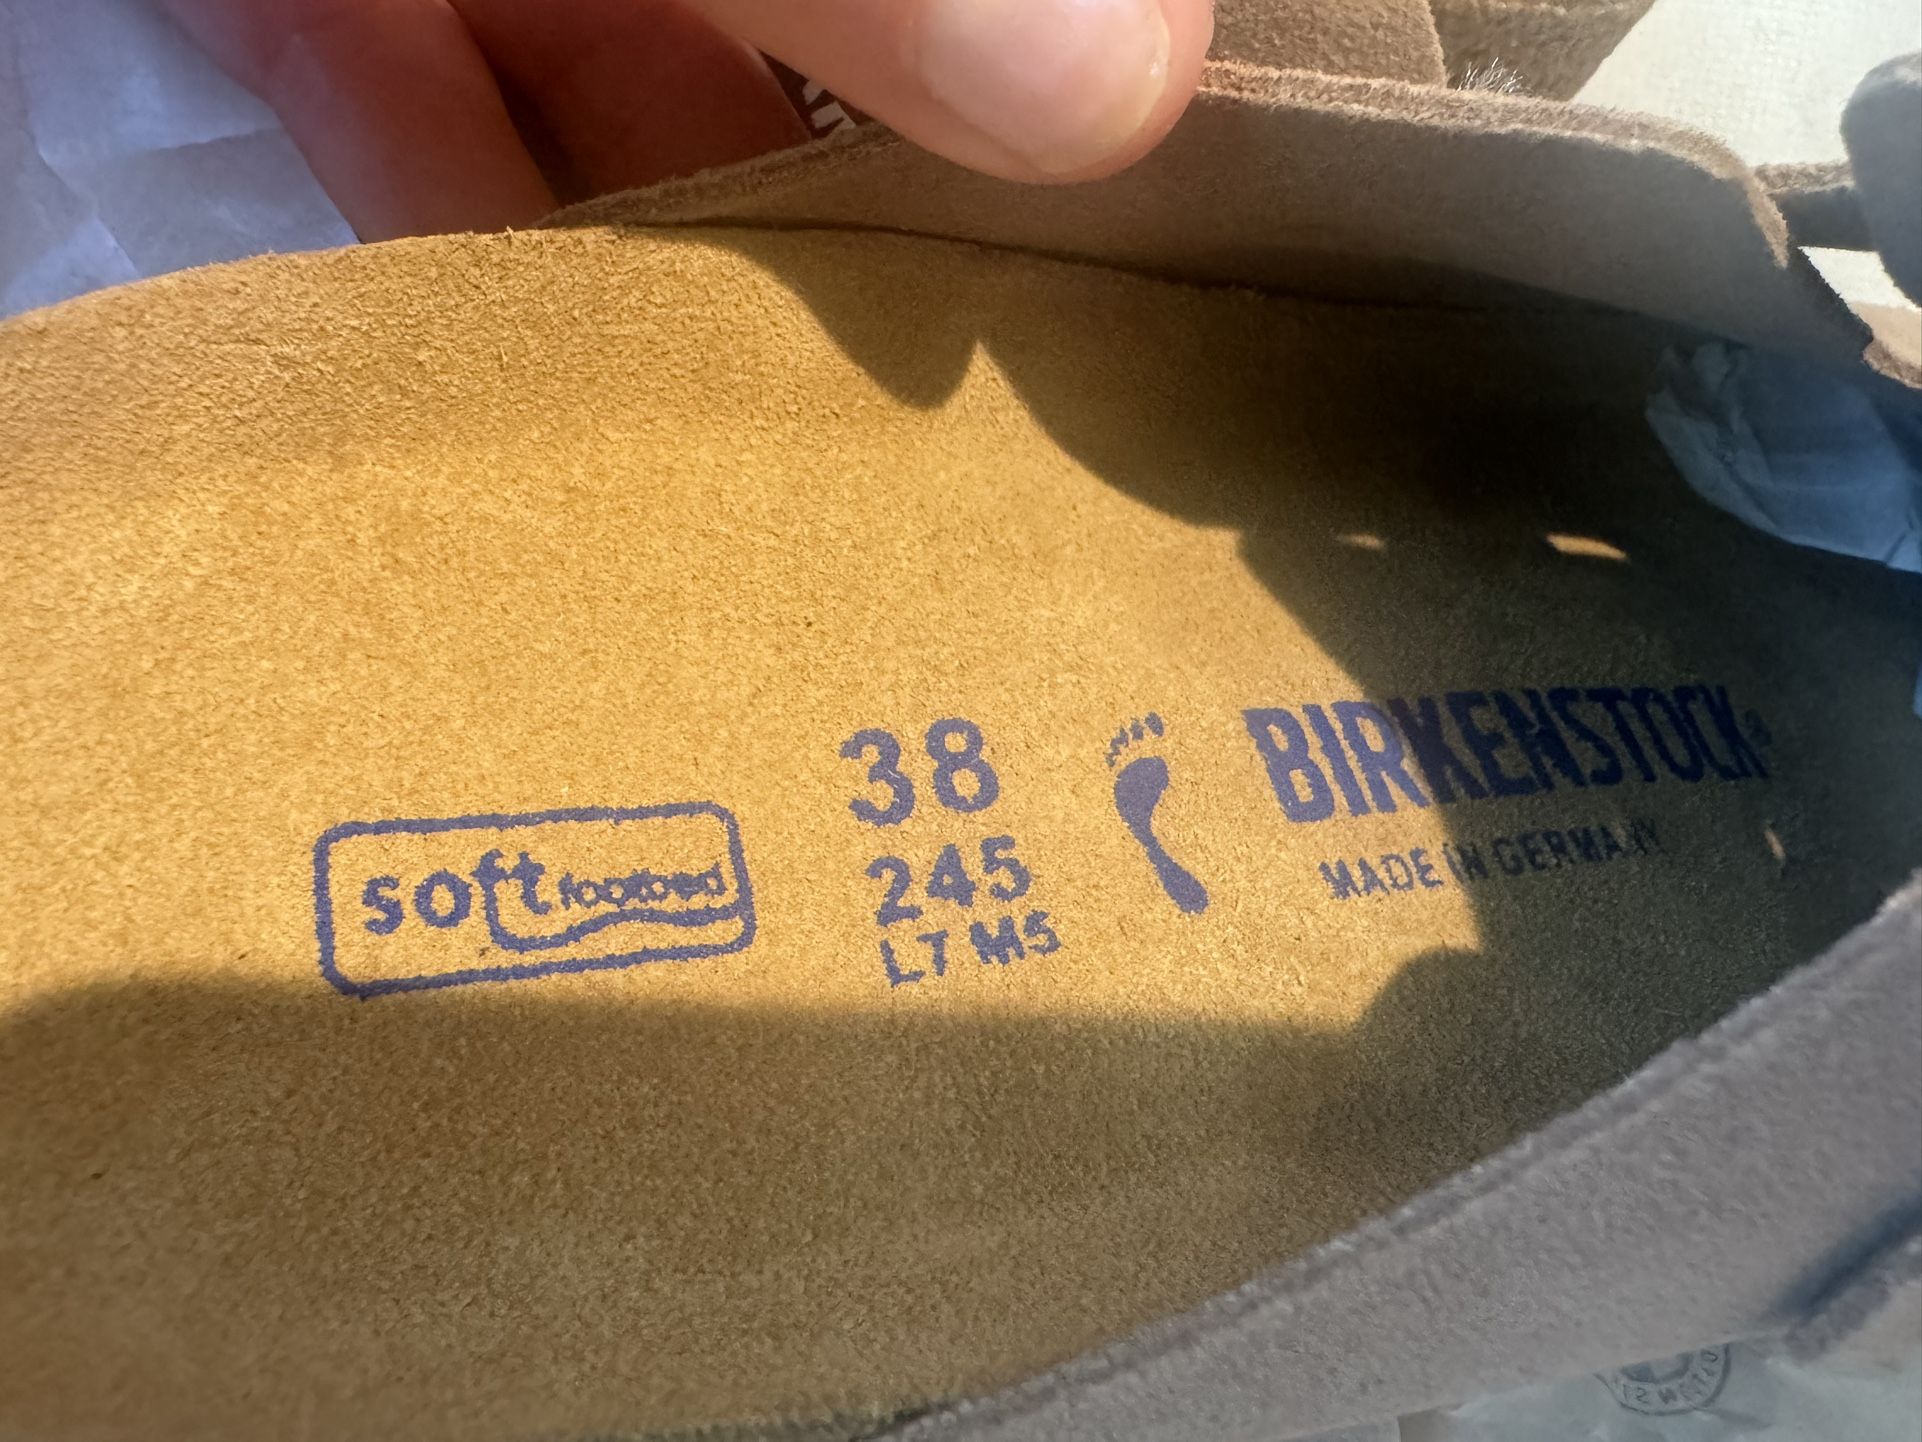 soft footbed
38
245
L7 M5
BIRKENSTOCK
MADE IN GERMANY